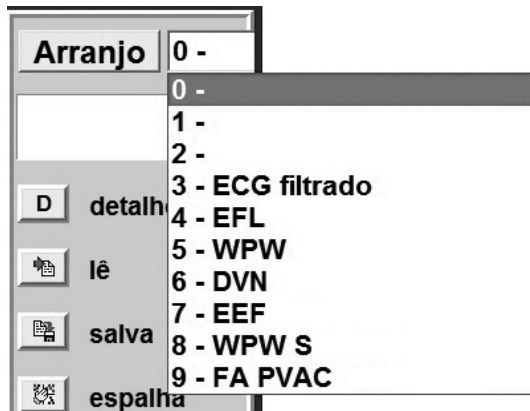 Arranjo 0 -
0 -
1 -
2 -
3 - ECG filtrado
D detalh 4 - EFL
5 - WPW
lê 6 - DVN
7 - EEF
salva 8 - WPW S
9 - FA PVAC
espalha